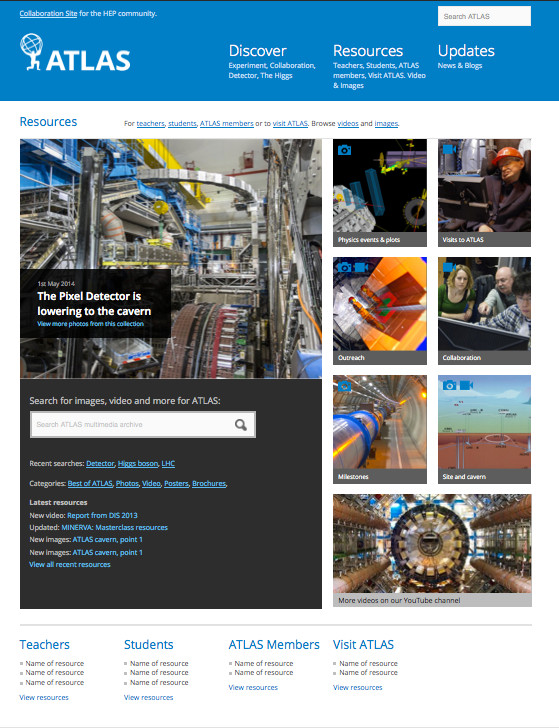 Collaboration Site for the HEP community.
Search ATLAS
ATLAS
Discover
Experiment, Collaboration,
Detector, The Higgs
Resources
Teachers, Students, ATLAS
members, Visit ATLAS. Video
& Images
Updates
News & Blogs
Resources
For teachers, students, ATLAS members or to visit ATLAS. Browse videos and images.
1st May 2014
The Pixel Detector is
lowering to the cavern
View more photos from this collection
Physics events & plots
Visits to ATLAS
Outreach
Collaboration
Milestones
Site and cavern
Search for images, video and more for ATLAS:
Search ATLAS multimedia archive
Recent searches: Detector, Higgs boson, LHC
Categories: Best of ATLAS, Photos, Video, Posters, Brochures,
Latest resources
New video: Report from DIS 2013
Updated: MINERVA: Masterclass resources
New images: ATLAS cavern, point 1
New images: ATLAS cavern, point 1
View all recent resources
More videos on our YouTube channel
Teachers
Name of resource
Name of resource
Name of resource
View resources
Students
Name of resource
Name of resource
Name of resource
View resources
ATLAS Members
Name of resource
Name of resource
View resources
Visit ATLAS
Name of resource
Name of resource
View resources